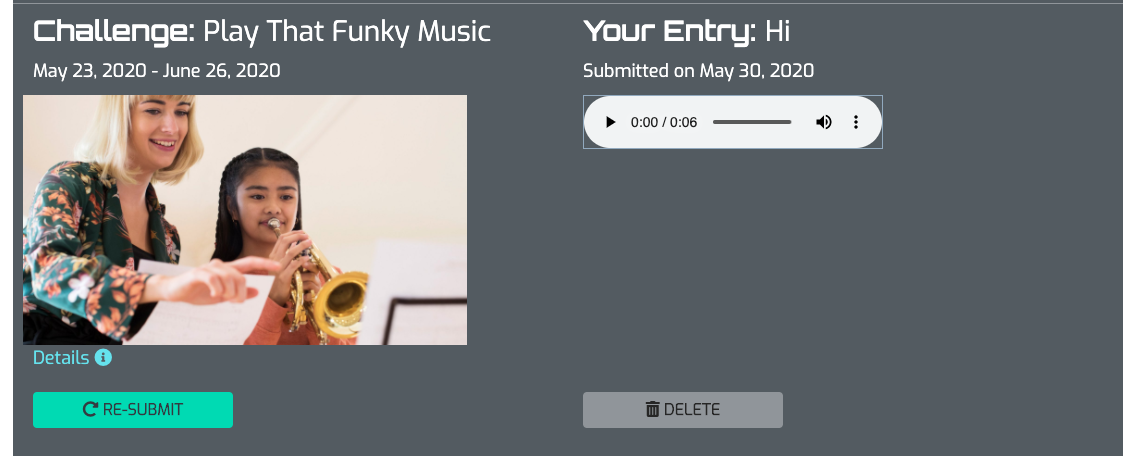 Challenge: Play That Funky Music
May 23, 2020 - June 26, 2020
Details
RE-SUBMIT
Your Entry: Hi
Submitted on May 30, 2020
0:00 / 0:06
DELETE